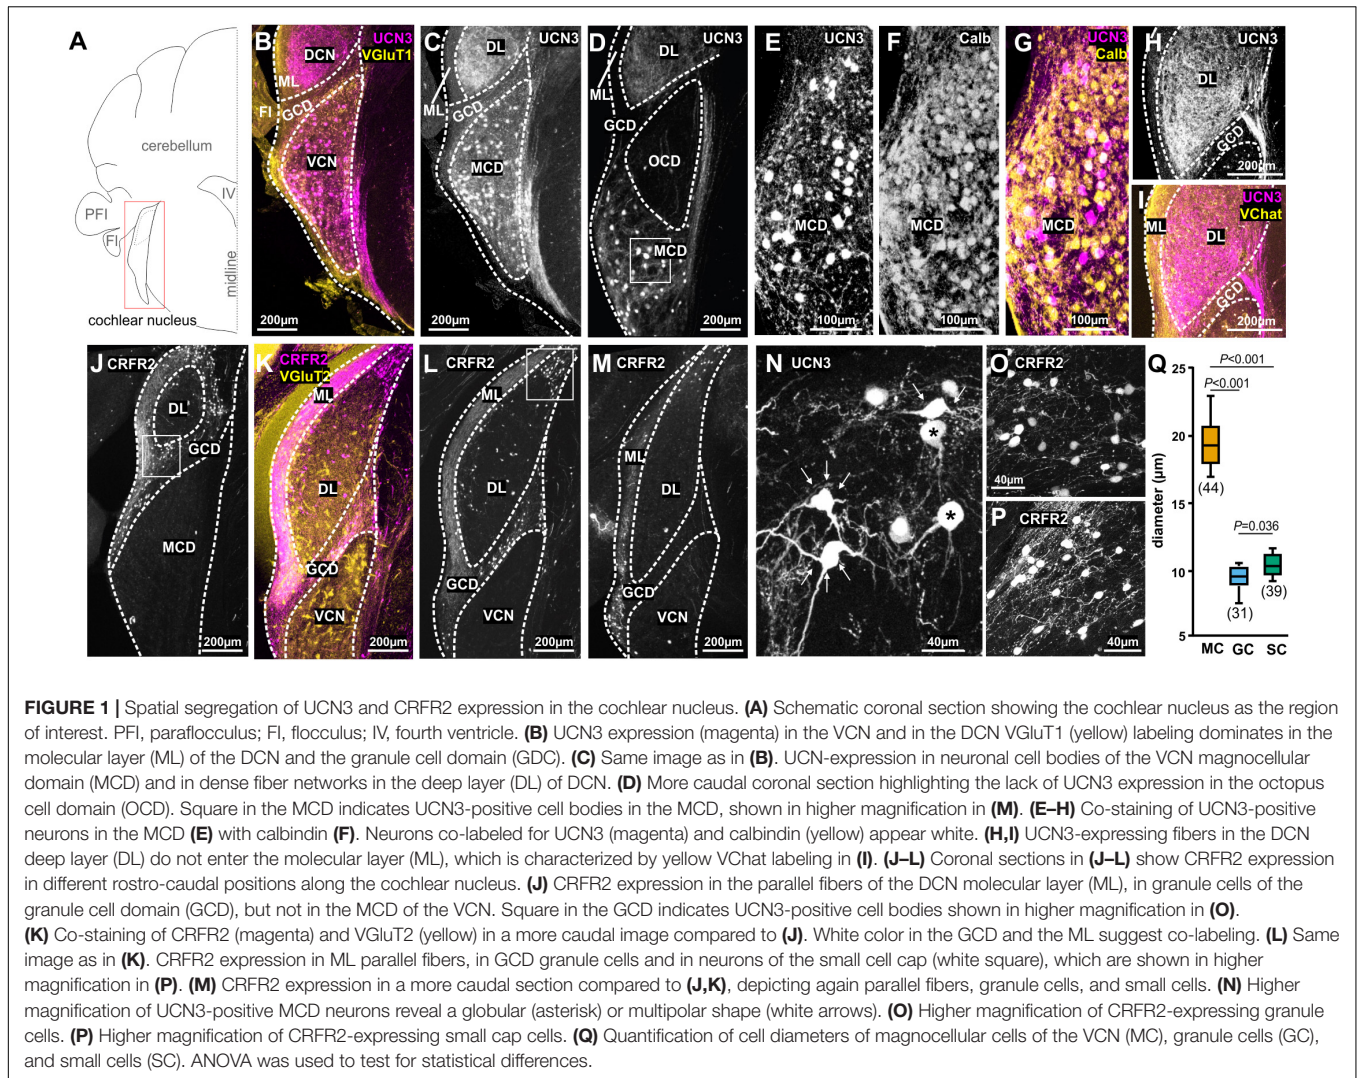 A
cerebellum
IV
PFI
FI
midline
cochlear nucleus
B
UCN3
VGluT1
DCN
ML
FI
GCD
VCN
200µm
C
UCN3
DL
ML
GCD
MCD
200µm
D
UCN3
DL
ML
GCD
OCD
MCD
200µm
E
UCN3
MCD
100µm
F
Calb
MCD
100µm
G
UCN3
Calb
MCD
100µm
H
UCN3
DL
GCD
200µm
I
UCN3
VChat
ML
DL
GCD
200µm
J
CRFR2
DL
GCD
MCD
200µm
K
CRFR2
VGluT2
ML
DL
GCD
VCN
200µm
L
CRFR2
ML
DL
GCD
VCN
200µm
M
CRFR2
ML
DL
GCD
VCN
200µm
N
UCN3
*
*
40µm
O
CRFR2
40µm
P
CRFR2
40µm
Q
P<0.001
P<0.001
P=0.036
diameter (µm)
25
20
15
10
5
(44)
(31)
(39)
MC GC SC
FIGURE 1 | Spatial segregation of UCN3 and CRFR2 expression in the cochlear nucleus. (A) Schematic coronal section showing the cochlear nucleus as the region
of interest. PFI, paraflocculus; FI, flocculus; IV, fourth ventricle. (B) UCN3 expression (magenta) in the VCN and in the DCN VGluT1 (yellow) labeling dominates in the
molecular layer (ML) of the DCN and the granule cell domain (GDC). (C) Same image as in (B). UCN-expression in neuronal cell bodies of the VCN magnocellular
domain (MCD) and in dense fiber networks in the deep layer (DL) of DCN. (D) More caudal coronal section highlighting the lack of UCN3 expression in the octopus
cell domain (OCD). Square in the MCD indicates UCN3-positive cell bodies in the MCD, shown in higher magnification in (M). (E–H) Co-staining of UCN3-positive
neurons in the MCD (E) with calbindin (F). Neurons co-labeled for UCN3 (magenta) and calbindin (yellow) appear white. (H,I) UCN3-expressing fibers in the DCN
deep layer (DL) do not enter the molecular layer (ML), which is characterized by yellow VChat labeling in (I). (J–L) Coronal sections in (J–L) show CRFR2 expression
in different rostro-caudal positions along the cochlear nucleus. (J) CRFR2 expression in the parallel fibers of the DCN molecular layer (ML), in granule cells of the
granule cell domain (GCD), but not in the MCD of the VCN. Square in the GCD indicates UCN3-positive cell bodies shown in higher magnification in (O).
(K) Co-staining of CRFR2 (magenta) and VGluT2 (yellow) in a more caudal image compared to (J). White color in the GCD and the ML suggest co-labeling. (L) Same
image as in (K). CRFR2 expression in ML parallel fibers, in GCD granule cells and in neurons of the small cell cap (white square), which are shown in higher
magnification in (P). (M) CRFR2 expression in a more caudal section compared to (J,K), depicting again parallel fibers, granule cells, and small cells. (N) Higher
magnification of UCN3-positive MCD neurons reveal a globular (asterisk) or multipolar shape (white arrows). (O) Higher magnification of CRFR2-expressing granule
cells. (P) Higher magnification of CRFR2-expressing small cap cells. (Q) Quantification of cell diameters of magnocellular cells of the VCN (MC), granule cells (GC),
and small cells (SC). ANOVA was used to test for statistical differences.